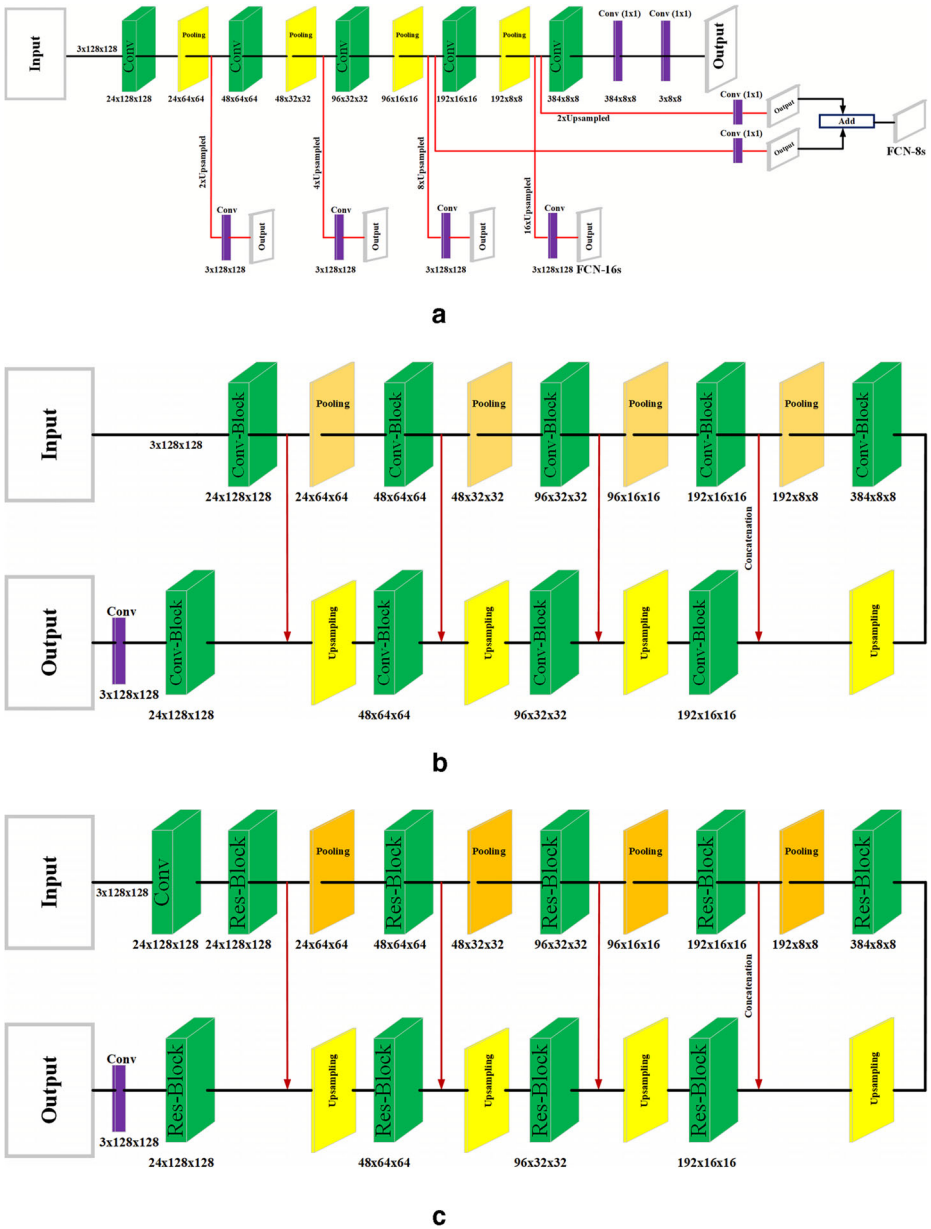 Input
3x128x128
Conv
24x128x128
Pooling
24x64x64
Conv
48x64x64
Pooling
48x32x32
Conv
96x32x32
Pooling
96x16x16
Conv
192x16x16
Pooling
192x8x8
Conv
384x8x8
Conv (1x1)
384x8x8
Conv (1x1)
3x8x8
Output
2xUpsampled
Conv (1x1)
Output
Conv (1x1)
Output
Add
FCN-8s
2xUpsampled
Conv
3x128x128
Output
4xUpsampled
Conv
3x128x128
Output
8xUpsampled
Conv
3x128x128
Output
16xUpsampled
Conv
3x128x128
Output
FCN-16s
a
Input
3x128x128
Conv-Block
24x128x128
Pooling
24x64x64
Conv-Block
48x64x64
Pooling
48x32x32
Conv-Block
96x32x32
Pooling
96x16x16
Conv-Block
192x16x16
Pooling
192x8x8
Conv-Block
384x8x8
Concatenation
Output
Conv
3x128x128
Conv-Block
24x128x128
Upsampling
Conv-Block
48x64x64
Upsampling
Conv-Block
96x32x32
Upsampling
Conv-Block
192x16x16
Upsampling
b
Input
3x128x128
Conv
24x128x128
Res-Block
24x128x128
Pooling
24x64x64
Res-Block
48x64x64
Pooling
48x32x32
Res-Block
96x32x32
Pooling
96x16x16
Res-Block
192x16x16
Pooling
192x8x8
Res-Block
384x8x8
Concatenation
Output
Conv
3x128x128
Res-Block
24x128x128
Upsampling
Res-Block
48x64x64
Upsampling
Res-Block
96x32x32
Upsampling
Res-Block
192x16x16
Upsampling
c